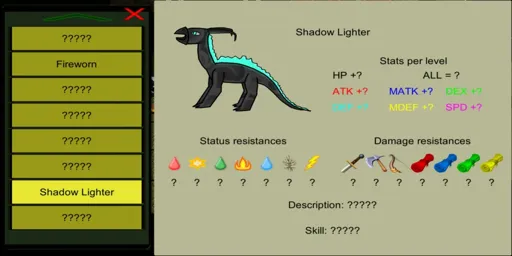 ?????
Fireworn
?????
?????
?????
?????
Shadow Lighter
?????
Shadow Lighter
Stats per level
HP +? ALL = ?
ATK +? MATK +? DEX +?
DEF +? MDEF +? SPD +?
Status resistances Damage resistances
? ? ? ? ? ? ? ? ? ? ? ? ? ?
Description: ?????
Skill: ?????